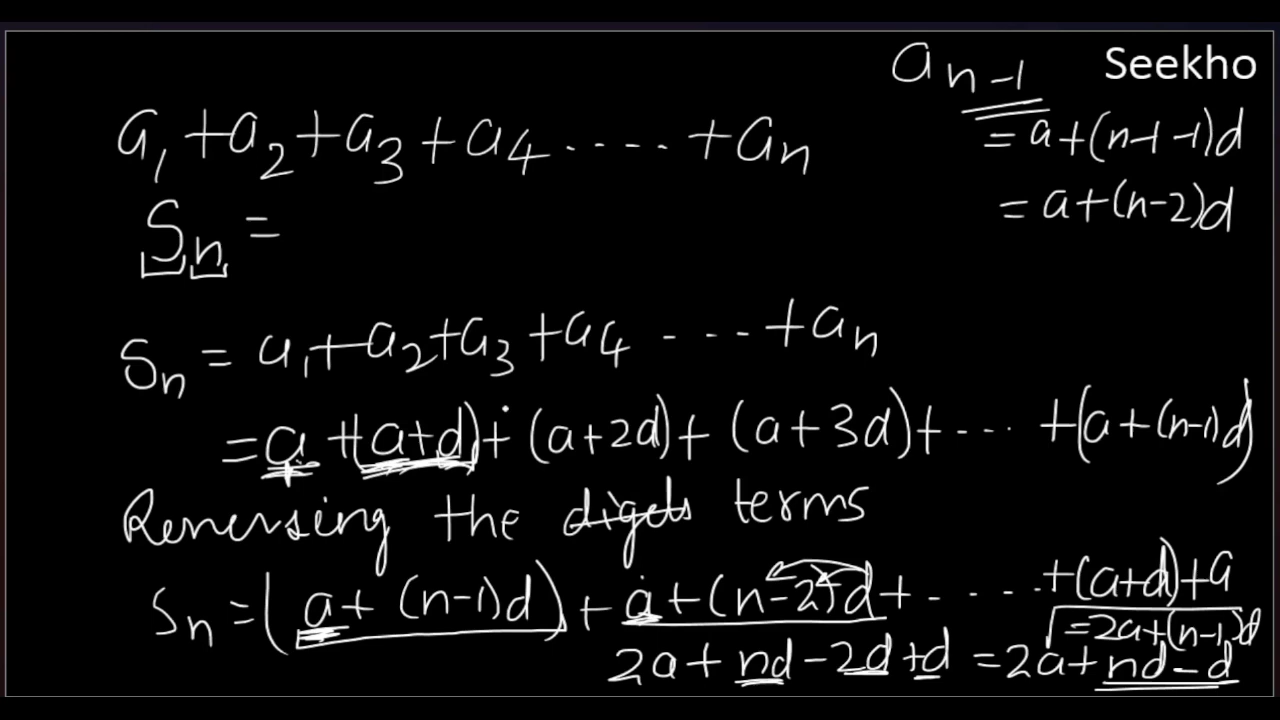 Seekho
aₙ₋₁
= a+(n-1-1)d
= a+(n-2)d
a₁+a₂+a₃+a₄.....+aₙ
Sₙ =
Sₙ = a₁+a₂+a₃+a₄ ....+aₙ
=a+(a+d)+(a+2d)+(a+3d)+... +(a+(n-1)d)
Reversing the digets terms
Sₙ=(a+(n-1)d)+a+(n-2)d+.....+(a+d)+a
=2a+(n-1)d
2a+nd-2d+d=2a+nd-d